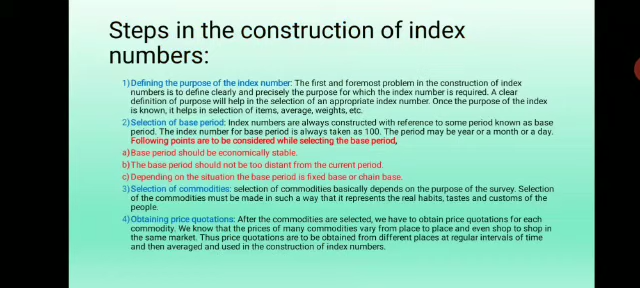 Steps in the construction of index
numbers:
1) Defining the purpose of the index number: The first and foremost problem in the construction of index
numbers is to define clearly and precisely the purpose for which the index number is required. A clear
definition of purpose will help in the selection of an appropriate index number. Once the purpose of the index
is known, it helps in selection of items, average, weights, etc.
2) Selection of base period: Index numbers are always constructed with reference to some period known as base
period. The index number for base period is always taken as 100. The period may be year or a month or a day.
Following points are to be considered while selecting the base period,
a) Base period should be economically stable.
b) The base period should not be too distant from the current period.
c) Depending on the situation the base period is fixed base or chain base.
3) Selection of commodities: selection of commodities basically depends on the purpose of the survey. Selection
of the commodities must be made in such a way that it represents the real habits, tastes and customs of the
people.
4) Obtaining price quotations: After the commodities are selected, we have to obtain price quotations for each
commodity. We know that the prices of many commodities vary from place to place and even shop to shop in
the same market. Thus price quotations are to be obtained from different places at regular intervals of time
and then averaged and used in the construction of index numbers.